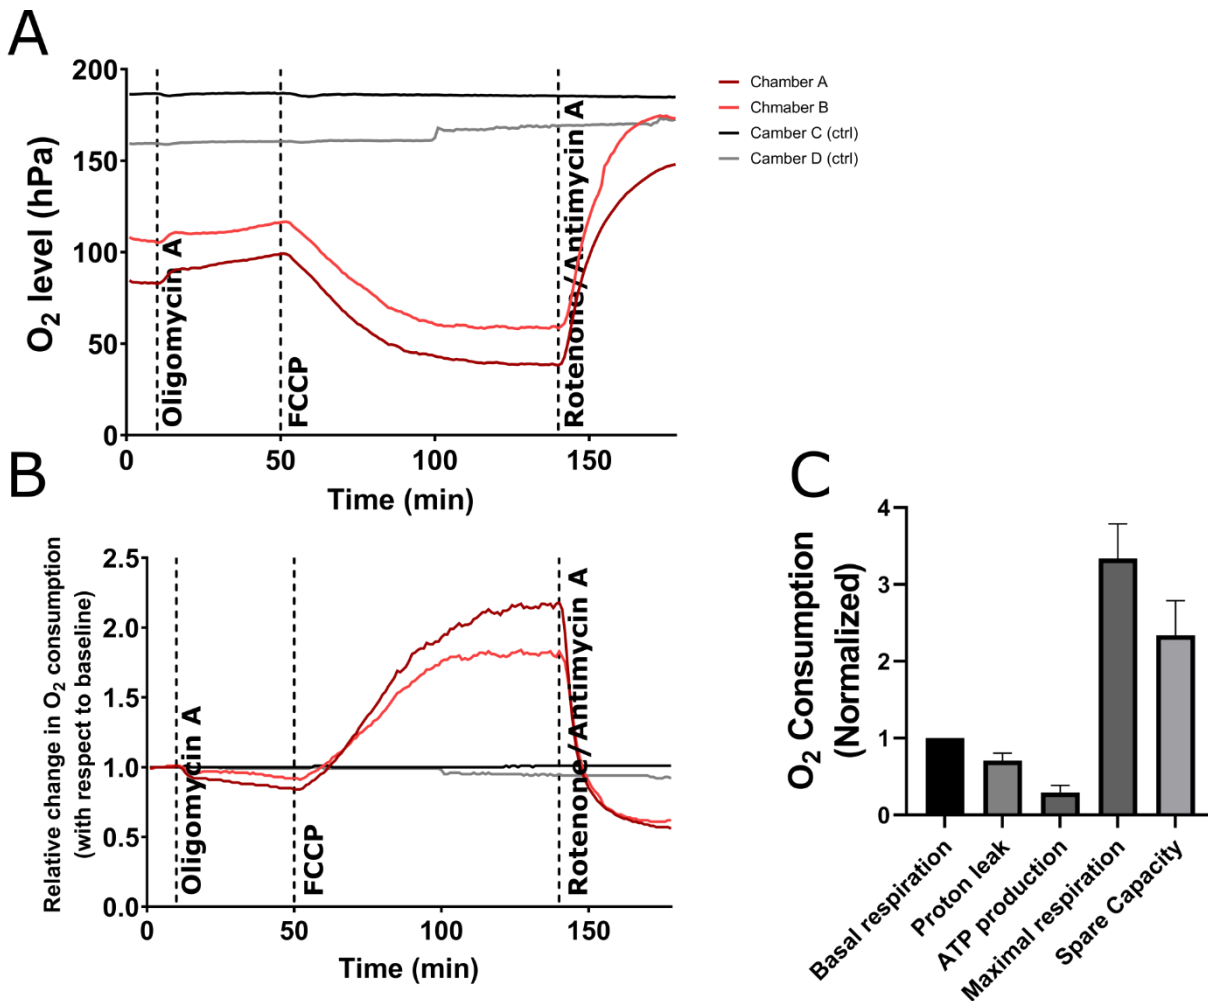 A
O2 level (hPa)
200
150
100
50
0
0
50
100
150
Time (min)
Oligomycin A
FCCP
Rotenone/Antimycin A
Chamber A
Chmaber B
Camber C (ctrl)
Camber D (ctrl)
B
Relative change in O2 consumption
(with respect to baseline)
2.5
2.0
1.5
1.0
0.5
0.0
0
50
100
150
Time (min)
Oligomycin A
FCCP
Rotenone/Antimycin A
C
O2 Consumption
(Normalized)
4
3
2
1
0
Basal respiration
Proton leak
ATP production
Maximal respiration
Spare Capacity